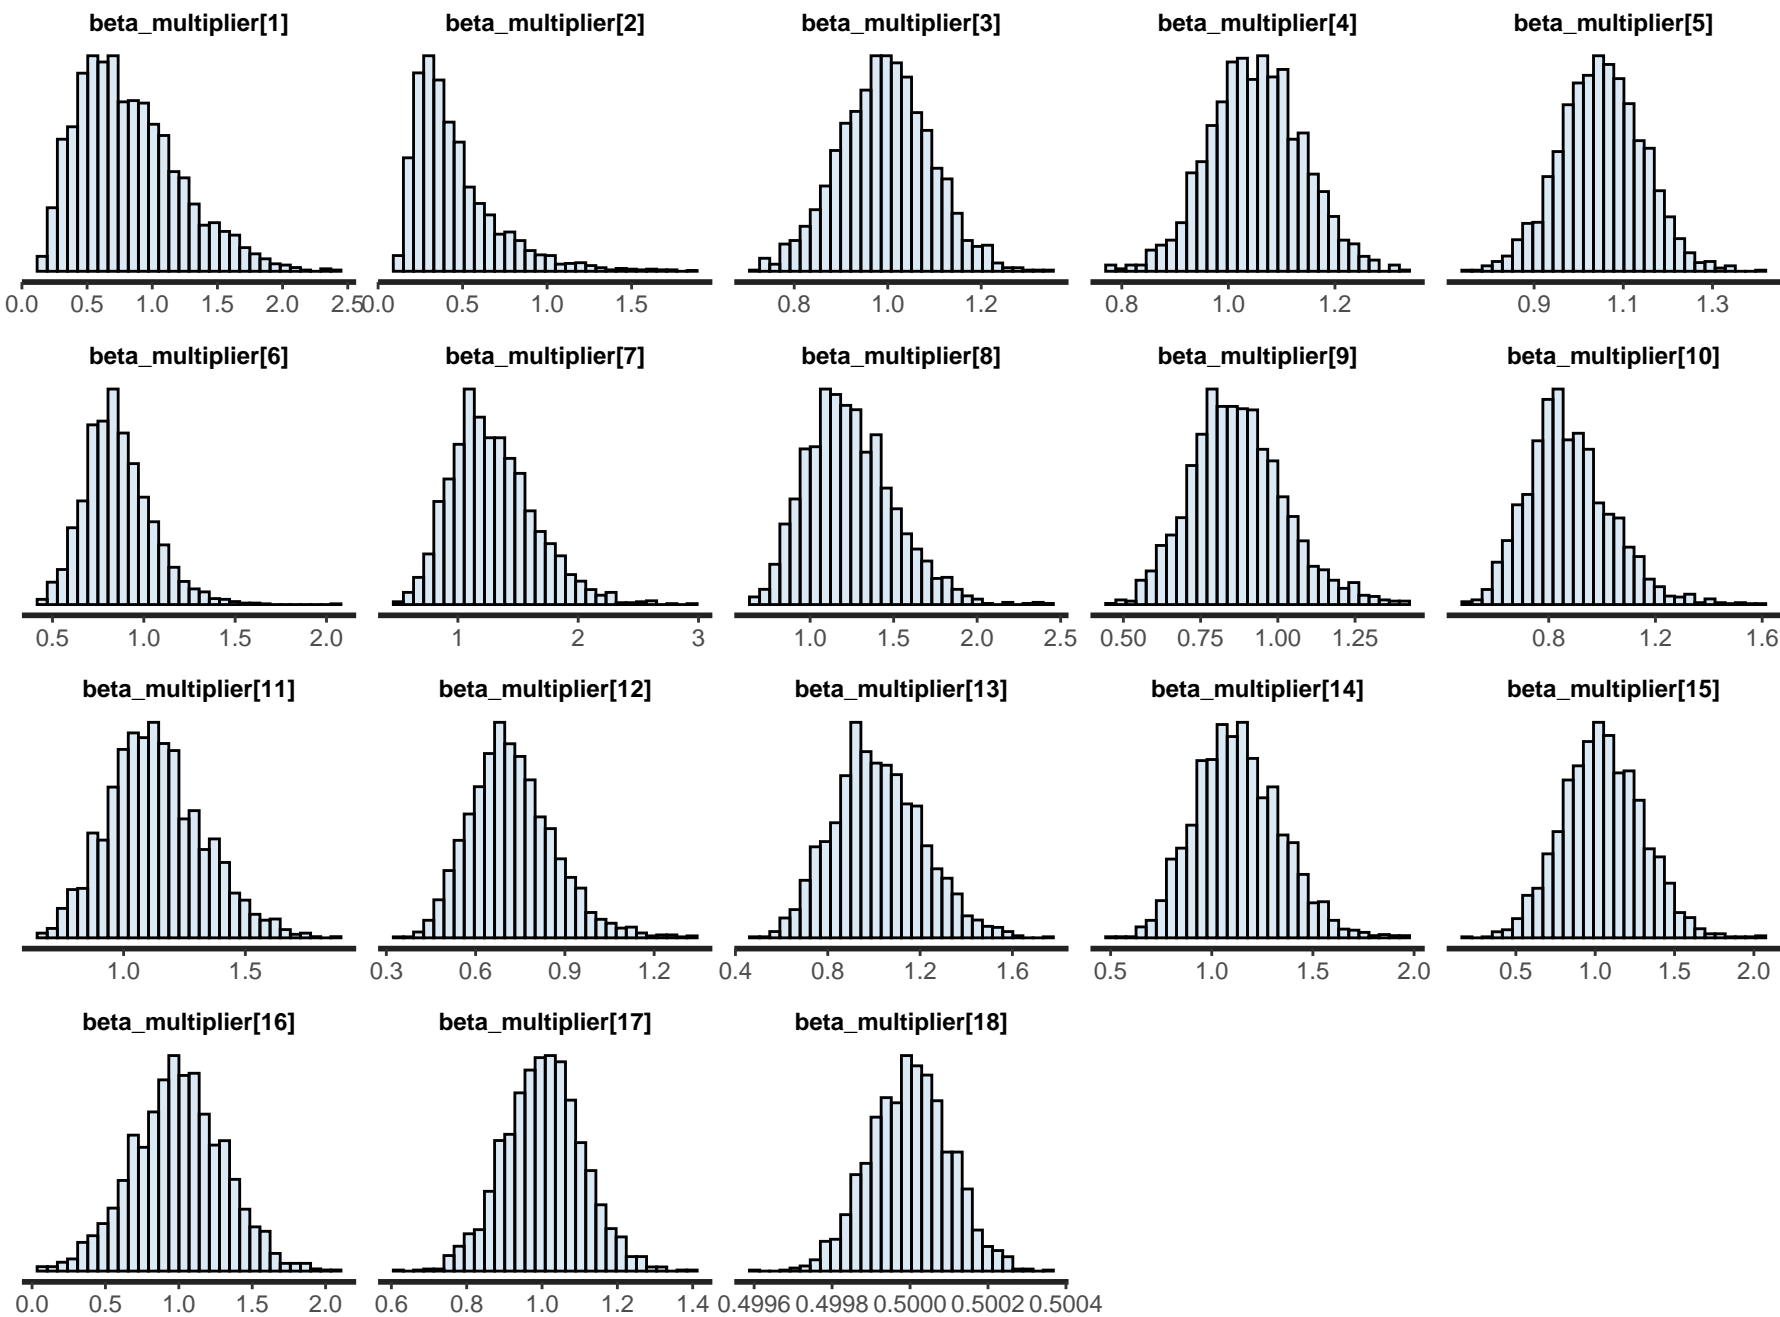 beta_multiplier[1] beta_multiplier[2] beta_multiplier[3] beta_multiplier[4] beta_multiplier[5]
0.0 0.5 1.0 1.5 2.0 2.5 0.0 0.5 1.0 1.5 0.8 1.0 1.2 0.8 1.0 1.2 0.9 1.1 1.3
beta_multiplier[6] beta_multiplier[7] beta_multiplier[8] beta_multiplier[9] beta_multiplier[10]
0.5 1.0 1.5 2.0 1 2 3 1.0 1.5 2.0 2.5 0.50 0.75 1.00 1.25 0.8 1.2 1.6
beta_multiplier[11] beta_multiplier[12] beta_multiplier[13] beta_multiplier[14] beta_multiplier[15]
1.0 1.5 0.3 0.6 0.9 1.2 0.4 0.8 1.2 1.6 0.5 1.0 1.5 2.0 0.5 1.0 1.5 2.0
beta_multiplier[16] beta_multiplier[17] beta_multiplier[18]
0.0 0.5 1.0 1.5 2.0 0.6 0.8 1.0 1.2 1.4 0.4996 0.4998 0.5000 0.5002 0.5004